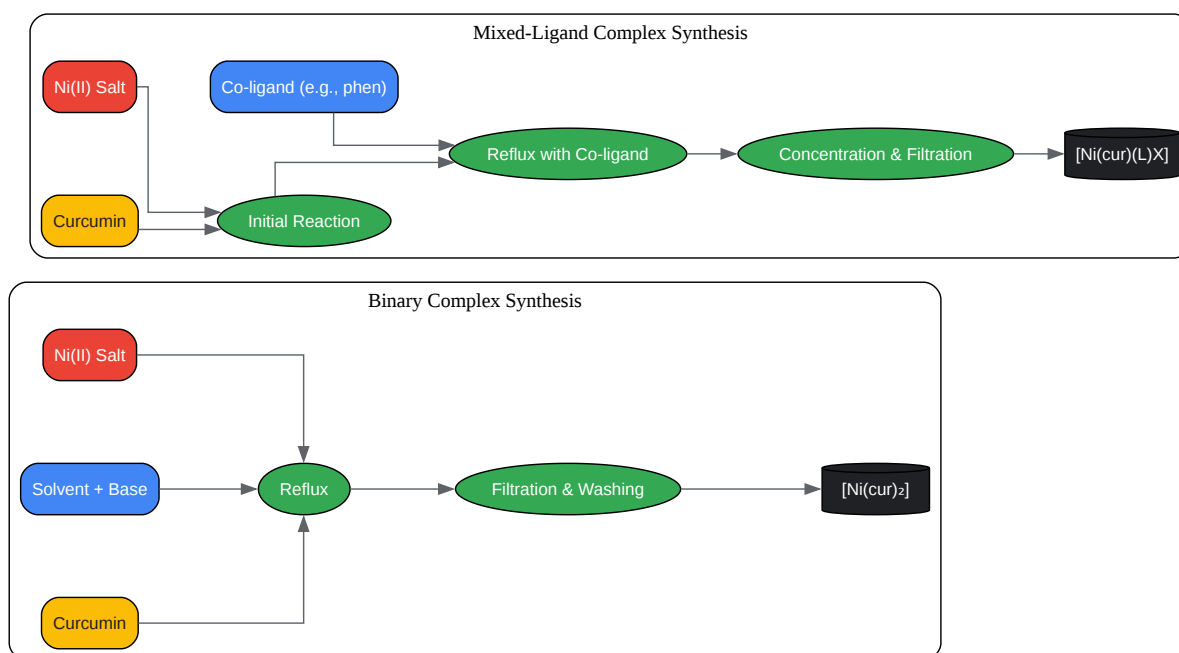 Mixed-Ligand Complex Synthesis
Ni(II) Salt
Co-ligand (e.g., phen)
Reflux with Co-ligand
Concentration & Filtration
[Ni(cur)(L)X]
Curcumin
Initial Reaction
Binary Complex Synthesis
Ni(II) Salt
Solvent + Base
Reflux
Filtration & Washing
[Ni(cur)₂]
Curcumin